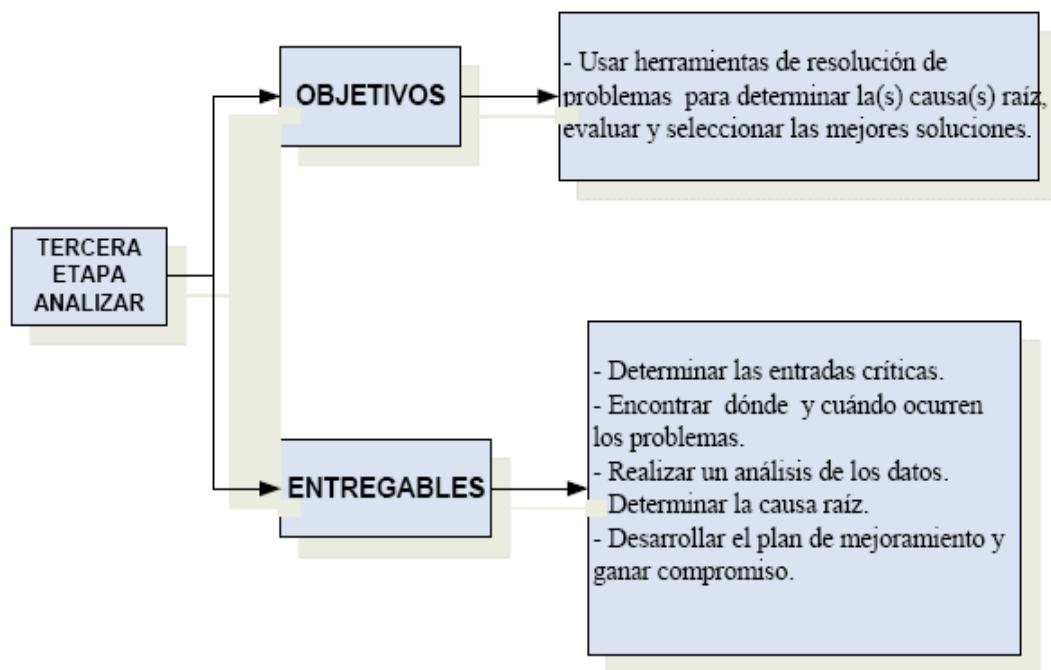 TERCERA
ETAPA
ANALIZAR
OBJETIVOS
- Usar herramientas de resolución de
problemas para determinar la(s) causa(s) raíz,
evaluar y seleccionar las mejores soluciones.
ENTREGABLES
- Determinar las entradas críticas.
- Encontrar dónde y cuándo ocurren
los problemas.
- Realizar un análisis de los datos.
Determinar la causa raíz.
- Desarrollar el plan de mejoramiento y
ganar compromiso.